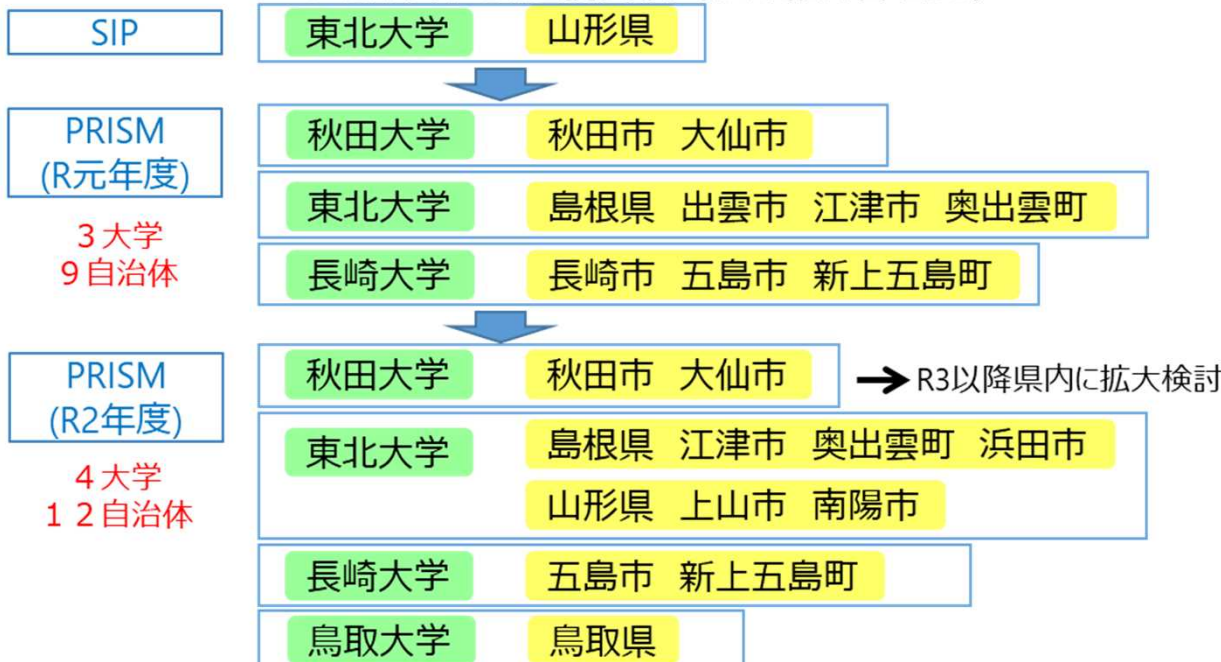 SIP
東北大学 山形県
PRISM
(R元年度)
3大学
9自治体
秋田大学 秋田市 大仙市
東北大学 島根県 出雲市 江津市 奥出雲町
長崎大学 長崎市 五島市 新上五島町
PRISM
(R2年度)
4大学
12自治体
秋田大学 秋田市 大仙市 → R3以降県内に拡大検討
東北大学 島根県 江津市 奥出雲町 浜田市
山形県 上山市 南陽市
長崎大学 五島市 新上五島町
鳥取大学 鳥取県